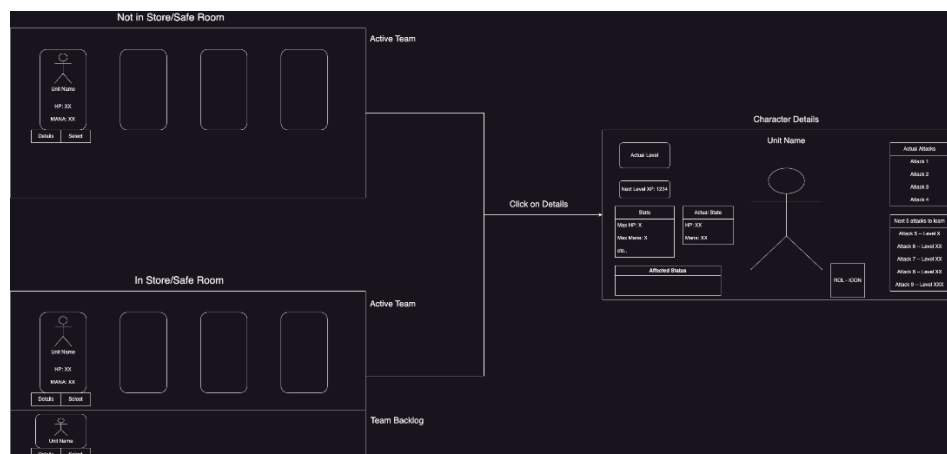 Not in Store/Safe Room
Active Team
Unit Name
HP: XX
MANA: XX
Details
Select
Click on Details
Character Details
Unit Name
Actual Level
Next Level XP: 1234
Stats
Max HP: X
Max Mana: X
etc..
Actual Stats
HP: XX
Mana: XX
Affected Status
ROL - ICON
Actual Attacks
Attack 1
Attack 2
Attack 3
Attack 4
Next 5 attacks to learn
Attack 5 -- Level X
Attack 6 -- Level XX
Attack 7 -- Level XX
Attack 8 -- Level XX
Attack 9 -- Level XXX
In Store/Safe Room
Active Team
Unit Name
HP: XX
MANA: XX
Details
Select
Team Backlog
Unit Name
Details
Select